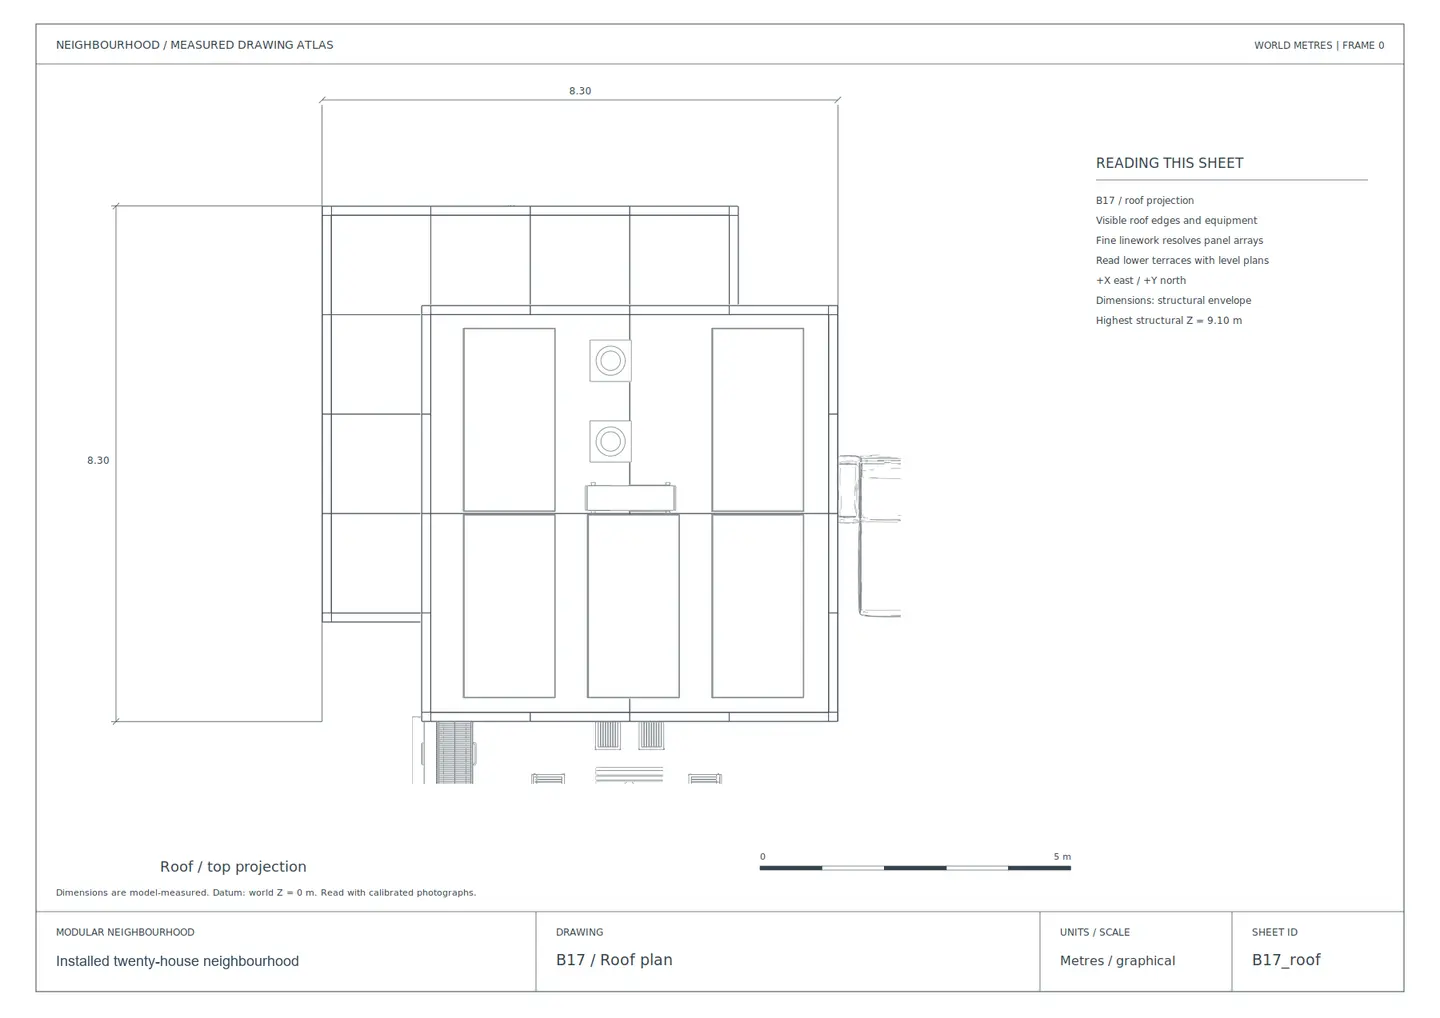 NEIGHBOURHOOD / MEASURED DRAWING ATLAS
WORLD METRES | FRAME 0
8.30
READING THIS SHEET
B17 / roof projection
Visible roof edges and equipment
Fine linework resolves panel arrays
Read lower terraces with level plans
+X east / +Y north
Dimensions: structural envelope
Highest structural Z = 9.10 m
8.30
0
5 m
Roof / top projection
Dimensions are model-measured. Datum: world Z = 0 m. Read with calibrated photographs.
MODULAR NEIGHBOURHOOD
Installed twenty-house neighbourhood
DRAWING
B17 / Roof plan
UNITS / SCALE
Metres / graphical
SHEET ID
B17_roof